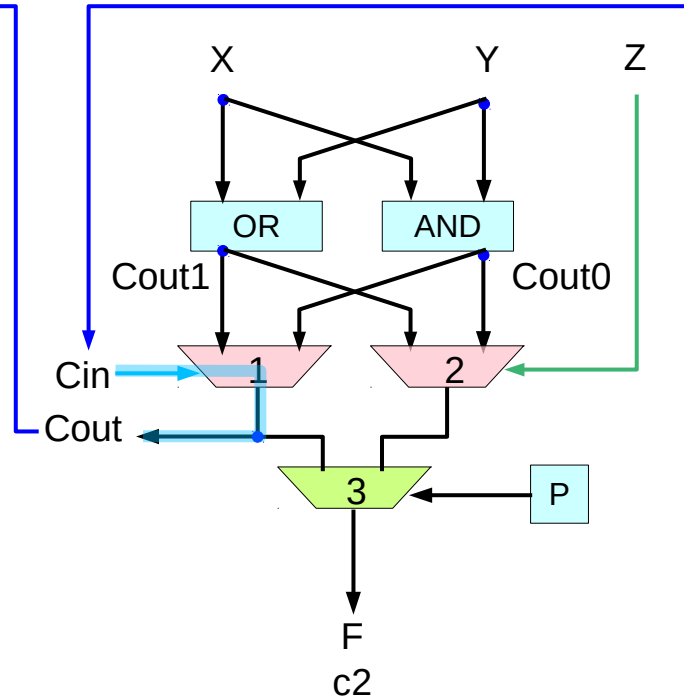 X Y Z
OR AND
Cout1 Cout0
Cin 1 2
Cout
3 P
F
c2